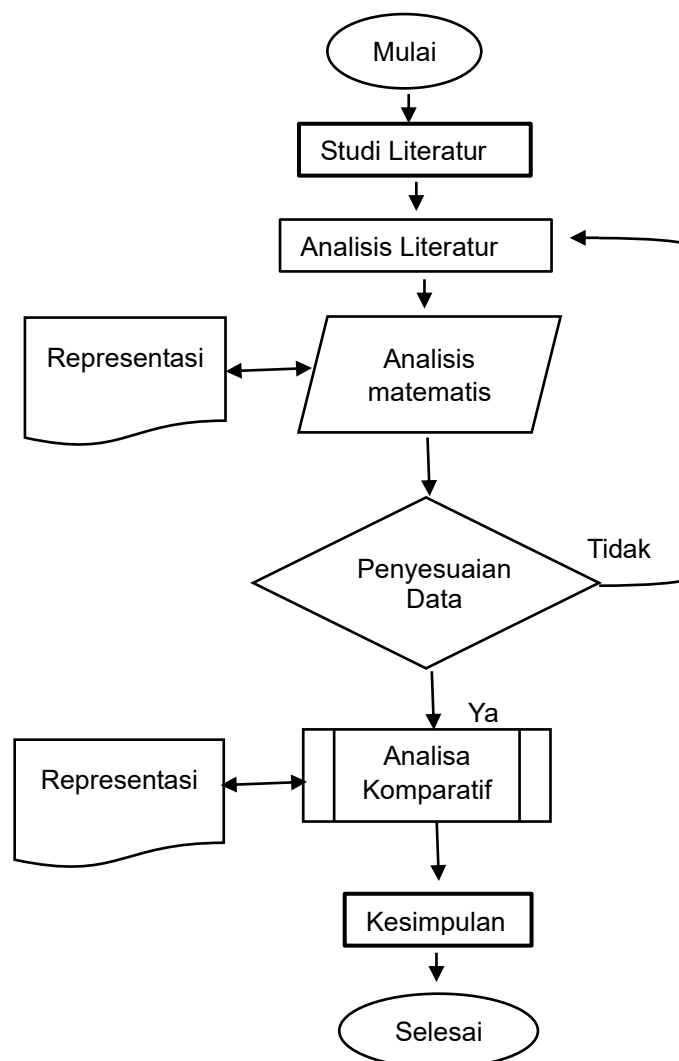 Mulai
Studi Literatur
Analisis Literatur
Representasi
Analisis
matematis
Tidak
Penyesuaian
Data
Ya
Representasi
Analisa
Komparatif
Kesimpulan
Selesai